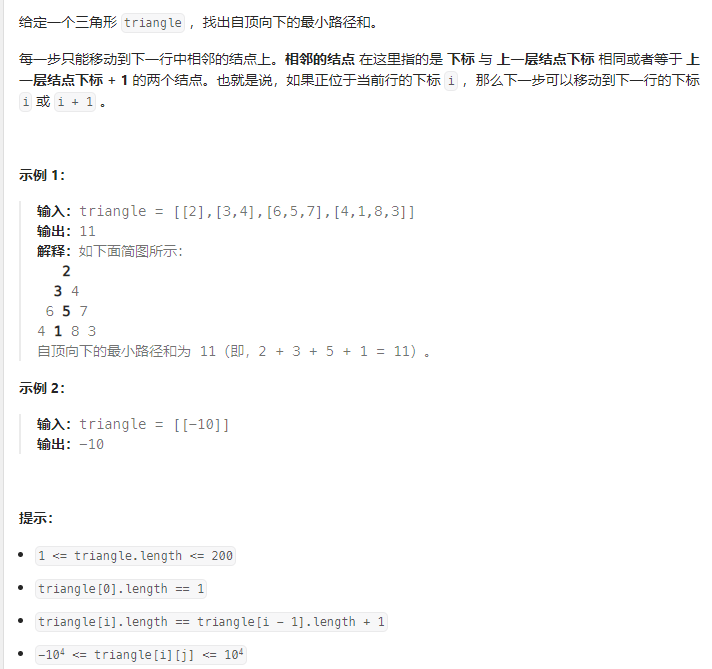 给定一个三角形 triangle ，找出自顶向下的最小路径和。
每一步只能移动到下一行中相邻的结点上。相邻的结点 在这里指的是 下标 与 上一层结点下标 相同或者等于 上
一层结点下标 + 1 的两个结点。也就是说，如果正位于当前行的下标 i ，那么下一步可以移动到下一行的下标
i 或 i + 1 。
示例 1：
输入：triangle = [[2],[3,4],[6,5,7],[4,1,8,3]]
输出：11
解释：如下面简图所示：
2
3 4
6 5 7
4 1 8 3
自顶向下的最小路径和为 11（即，2 + 3 + 5 + 1 = 11）。
示例 2：
输入：triangle = [[-10]]
输出：-10
提示：
• 1 <= triangle.length <= 200
• triangle[0].length == 1
• triangle[i].length == triangle[i - 1].length + 1
• -10⁴ <= triangle[i][j] <= 10⁴